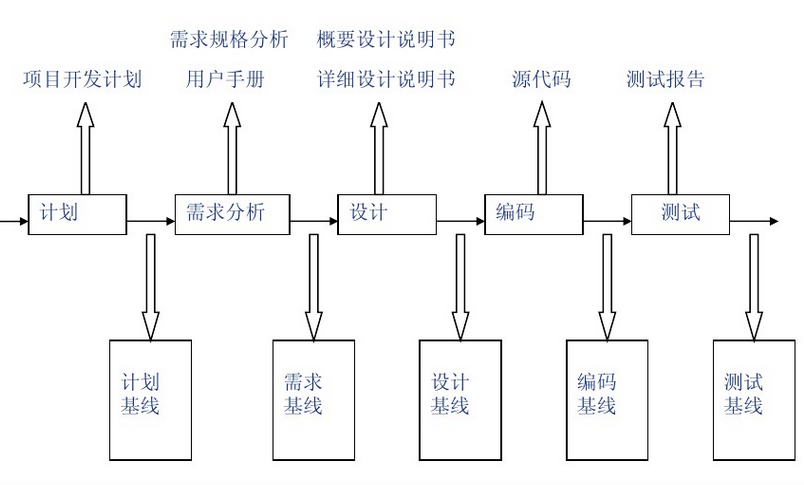 需求规格分析 概要设计说明书
项目开发计划 用户手册 详细设计说明书 源代码 测试报告
计划 需求分析 设计 编码 测试
计划 需求 设计 编码 测试
基线 基线 基线 基线 基线